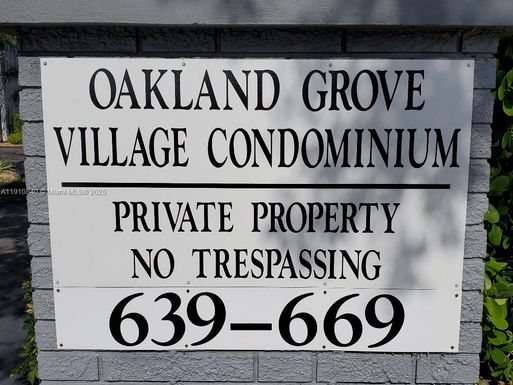 OAKLAND GROVE
VILLAGE CONDOMINIUM
PRIVATE PROPERTY
NO TRESPASSING
639-669